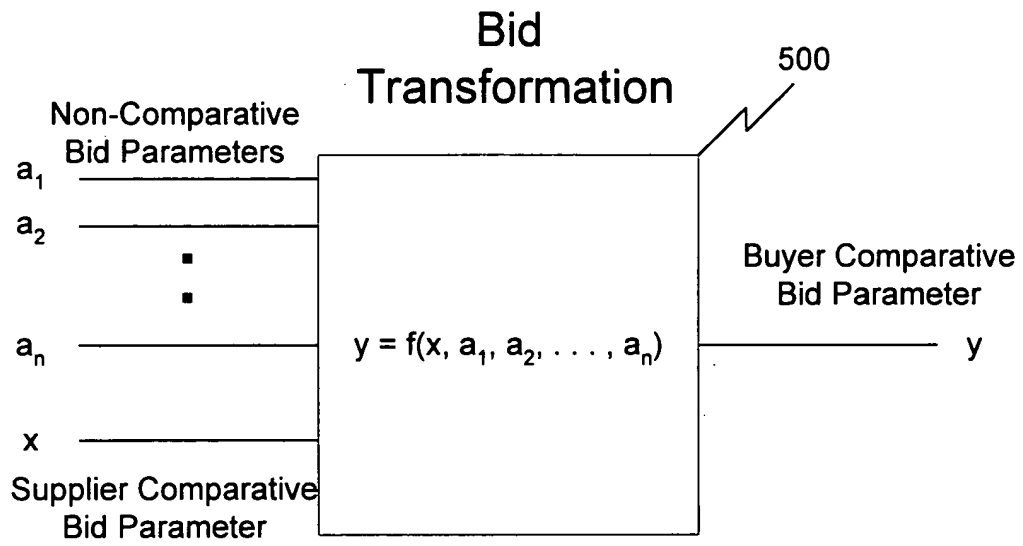 Bid
Transformation
500
Non-Comparative
Bid Parameters
a₁
a₂
aₙ
x
Supplier Comparative
Bid Parameter
y = f(x, a₁, a₂, . . . , aₙ)
Buyer Comparative
Bid Parameter
y